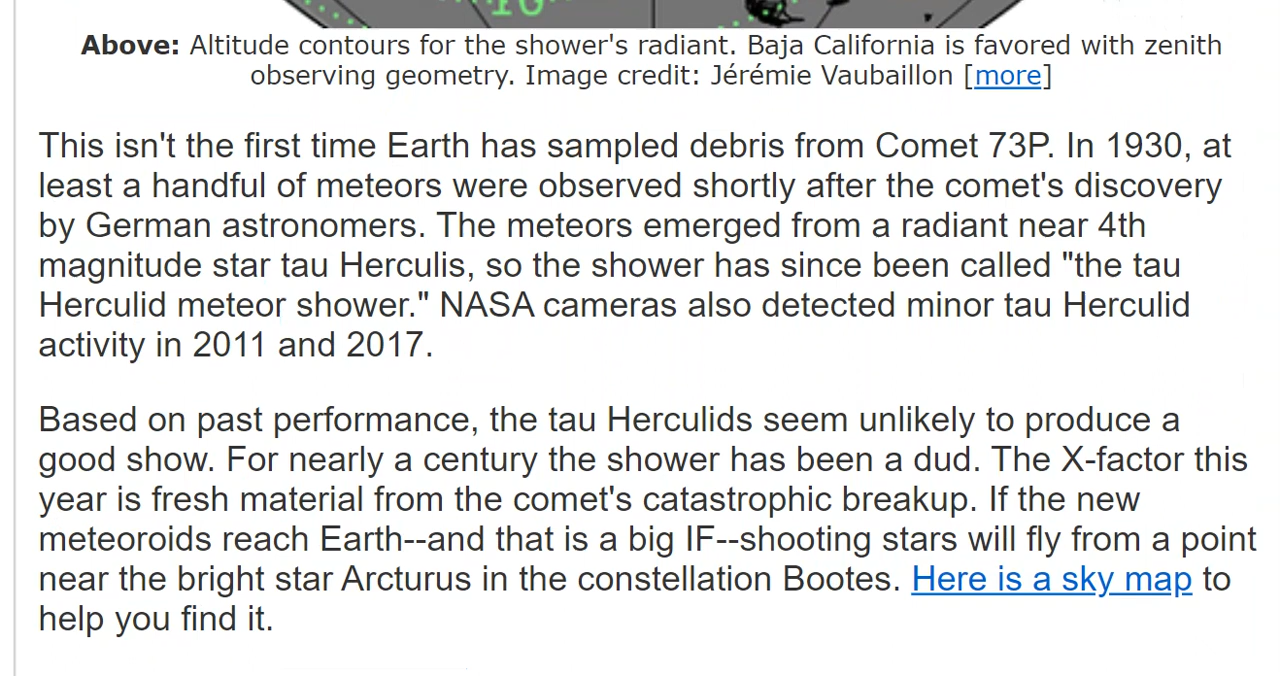 10
Above: Altitude contours for the shower's radiant. Baja California is favored with zenith
observing geometry. Image credit: Jérémie Vaubaillon [more]
This isn't the first time Earth has sampled debris from Comet 73P. In 1930, at
least a handful of meteors were observed shortly after the comet's discovery
by German astronomers. The meteors emerged from a radiant near 4th
magnitude star tau Herculis, so the shower has since been called "the tau
Herculid meteor shower." NASA cameras also detected minor tau Herculid
activity in 2011 and 2017.
Based on past performance, the tau Herculids seem unlikely to produce a
good show. For nearly a century the shower has been a dud. The X-factor this
year is fresh material from the comet's catastrophic breakup. If the new
meteoroids reach Earth--and that is a big IF--shooting stars will fly from a point
near the bright star Arcturus in the constellation Bootes. Here is a sky map to
help you find it.